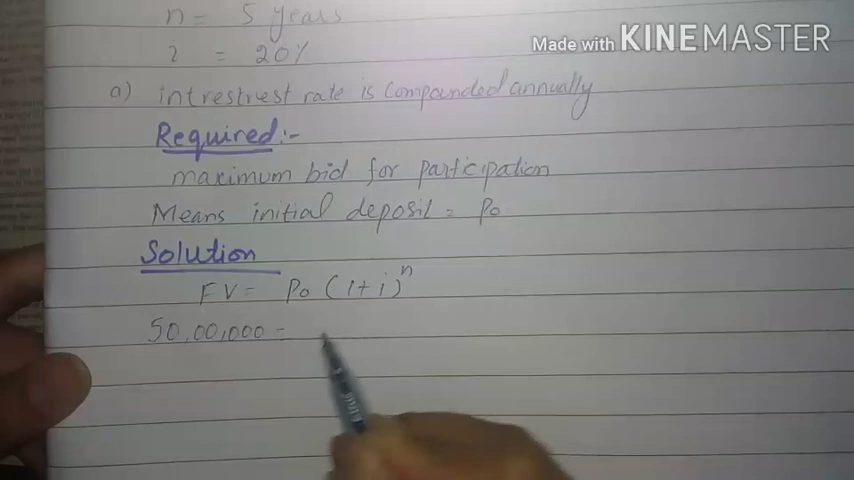 n = 5 years
i = 20%
Made with KINEMASTER
a) intrestrest rate is compounded annually
Required:-
maximum bid for participation
Means initial deposit = Po
Solution
FV = Po (1+i)^n
50,00,000 =